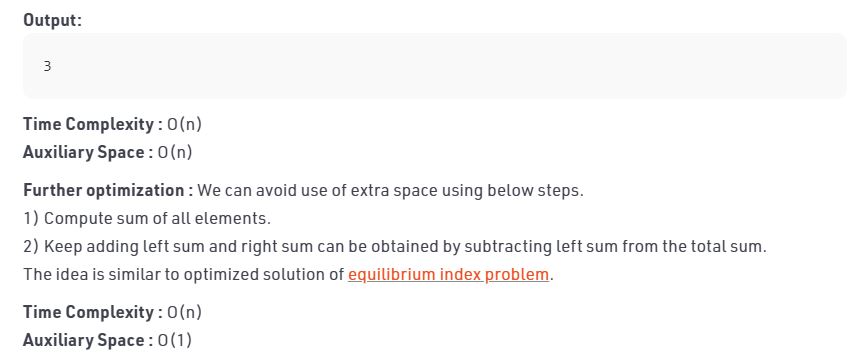 Output:
3
Time Complexity : O(n)
Auxiliary Space : O(n)
Further optimization : We can avoid use of extra space using below steps.
1) Compute sum of all elements.
2) Keep adding left sum and right sum can be obtained by subtracting left sum from the total sum.
The idea is similar to optimized solution of equilibrium index problem.
Time Complexity : O(n)
Auxiliary Space : O(1)